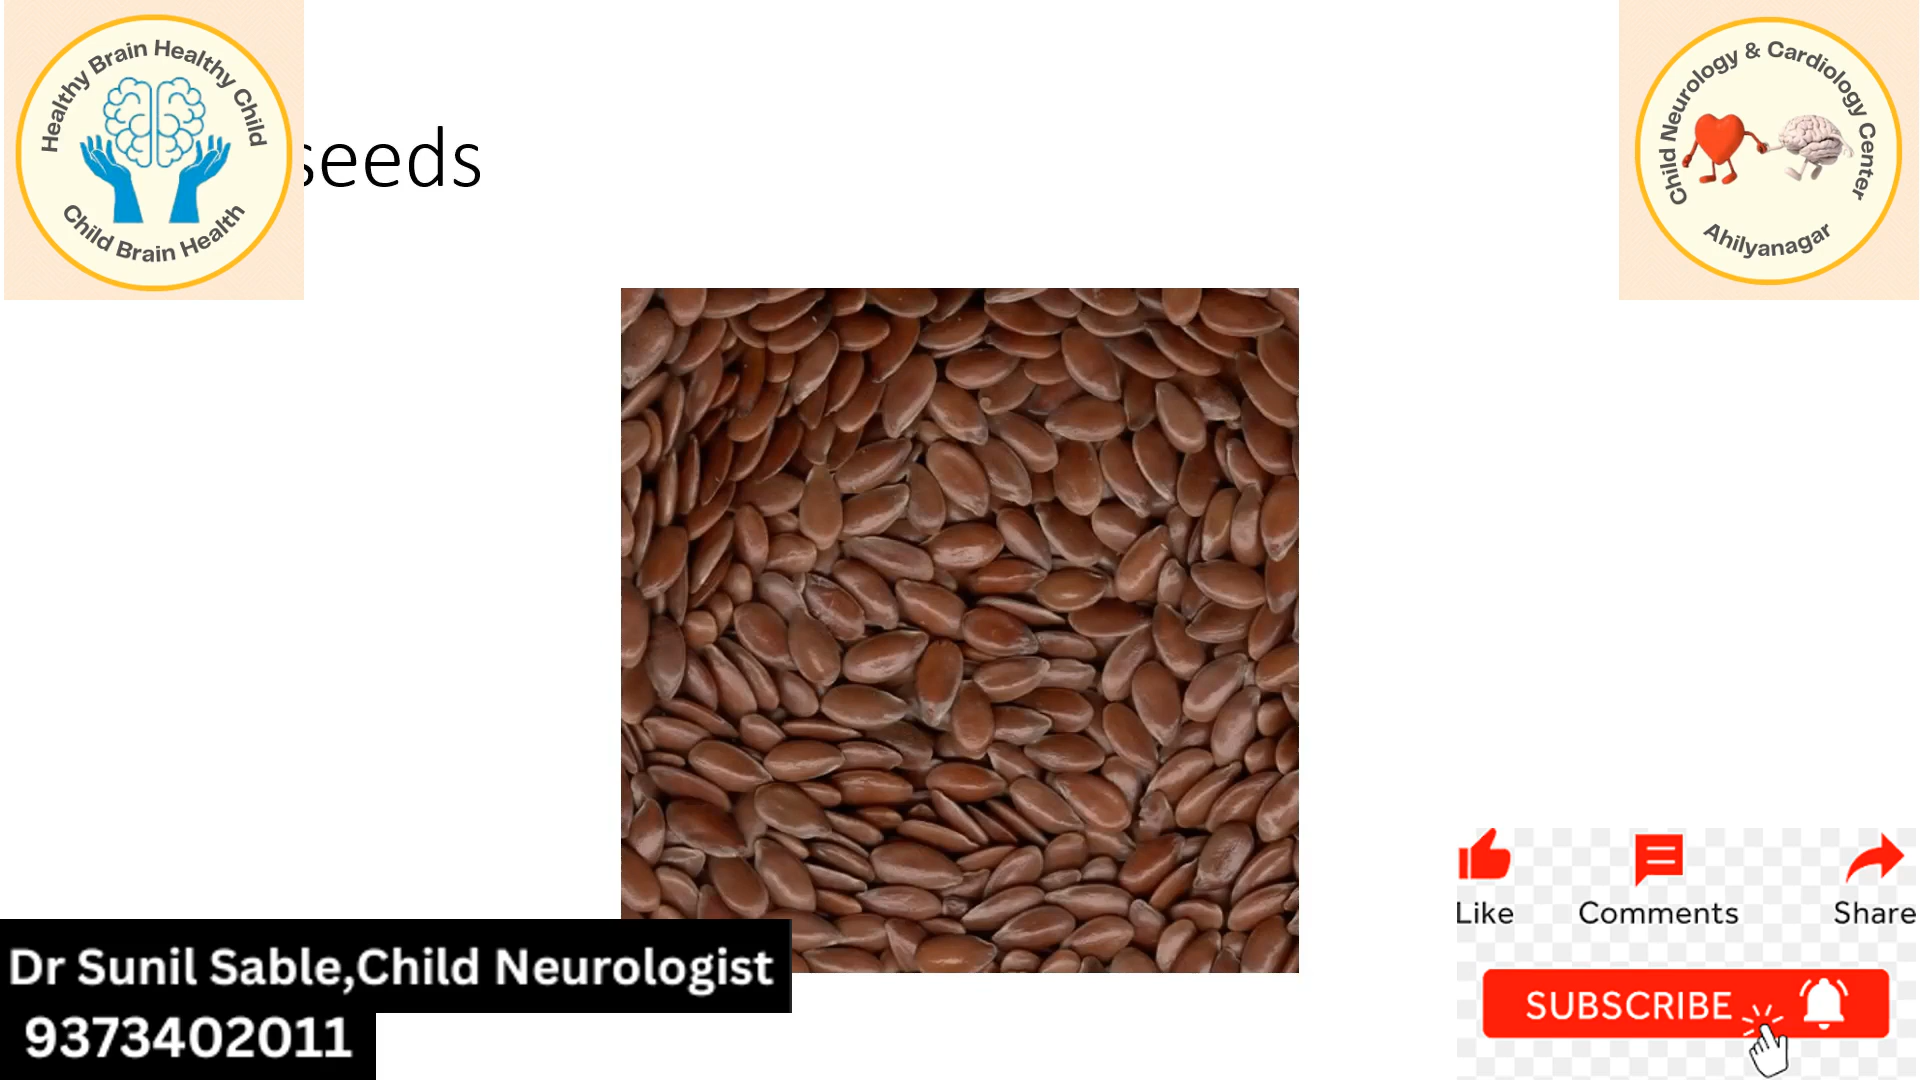 Healthy Brain Healthy Child
Child Brain Health
seeds
Child Neurology & Cardiology Center
Ahilyanagar
Like
Comments
Share
Dr Sunil Sable,Child Neurologist
9373402011
SUBSCRIBE